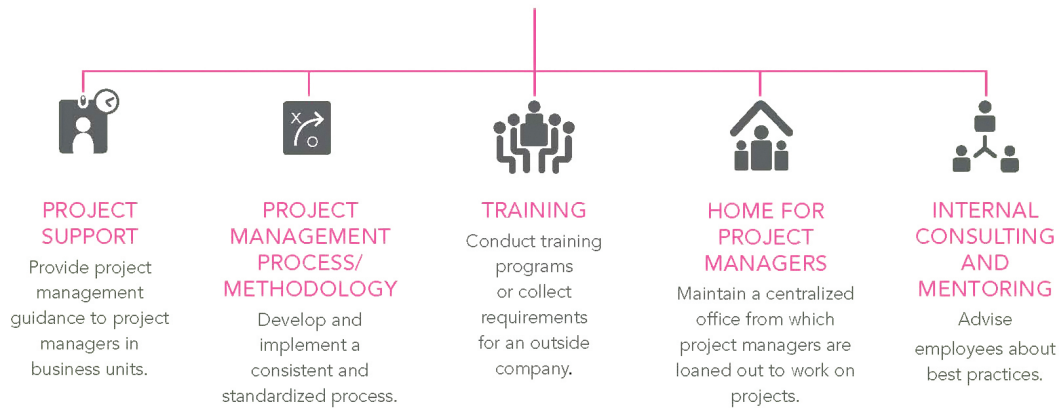 X
O
PROJECT
SUPPORT
Provide project
management
guidance to project
managers in
business units.
PROJECT
MANAGEMENT
PROCESS/
METHODOLOGY
Develop and
implement a
consistent and
standardized process.
TRAINING
Conduct training
programs
or collect
requirements
for an outside
company.
HOME FOR
PROJECT
MANAGERS
Maintain a centralized
office from which
project managers are
loaned out to work on
projects.
INTERNAL
CONSULTING
AND
MENTORING
Advise
employees about
best practices.